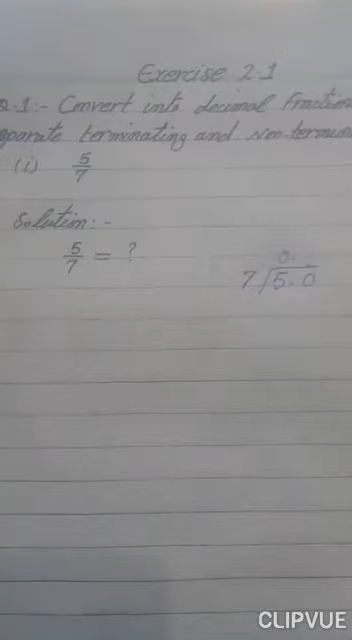 Exercise 2.1
Q.1:- Convert into decimal fraction
separate terminating and Non-termin
(i) 5/7
Solution:-
5/7 = ?
0.
7 5.0
CLIPVUE